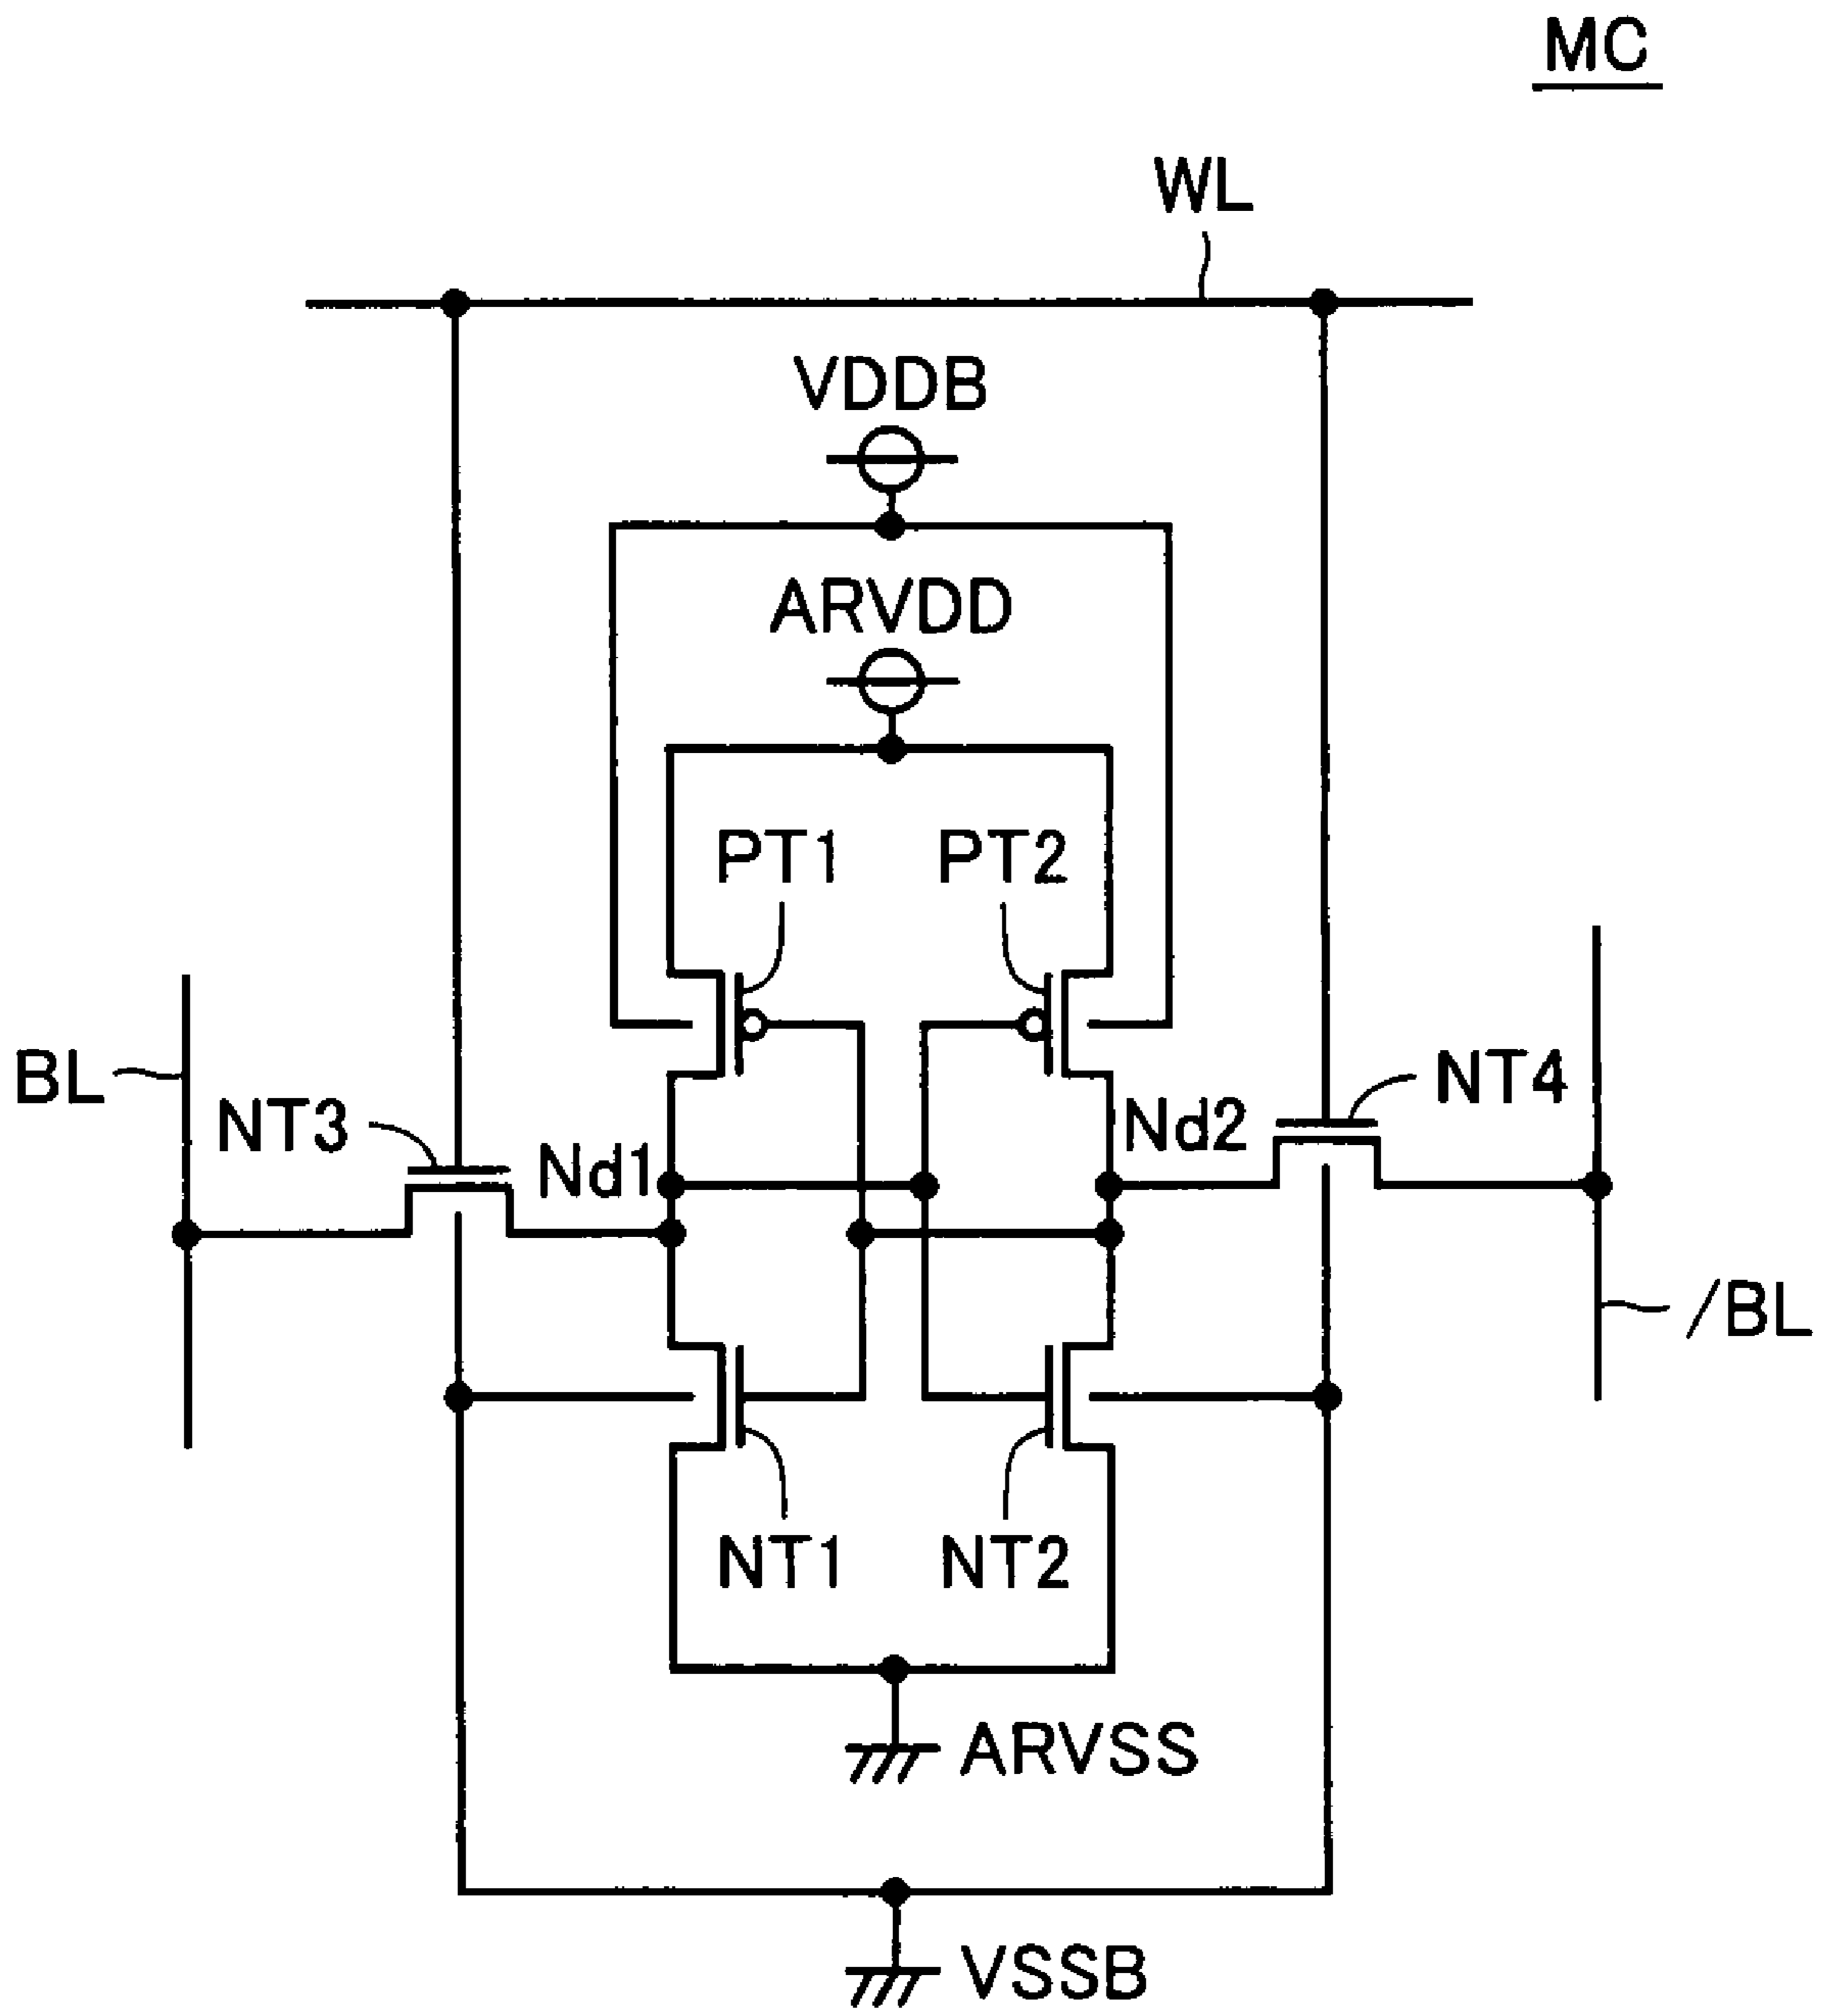 MC
WL
VDDB
ARVDD
PT1 PT2
BL
NT3
Nd1
Nd2
NT4
/BL
NT1 NT2
ARVSS
VSSB